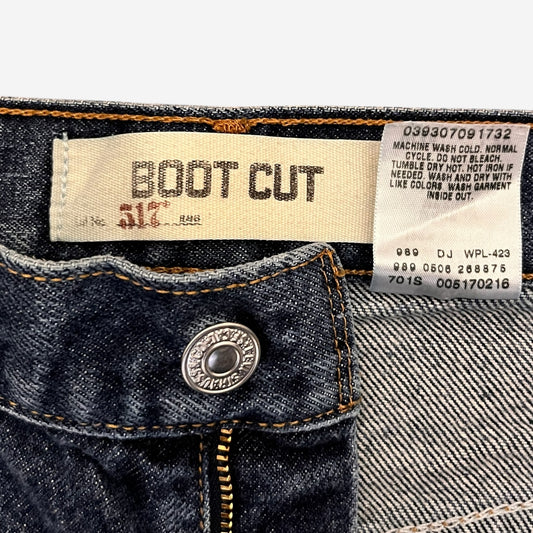 BOOT CUT
Lot No. 517*
039307091732
MACHINE WASH COLD. NORMAL
CYCLE. DO NOT BLEACH.
TUMBLE DRY HOT. HOT IRON IF
NEEDED. WASH AND DRY WITH
LIKE COLORS. WASH GARMENT
INSIDE OUT.
989 DJ WPL-423
989 0506 268875
701S 005170216